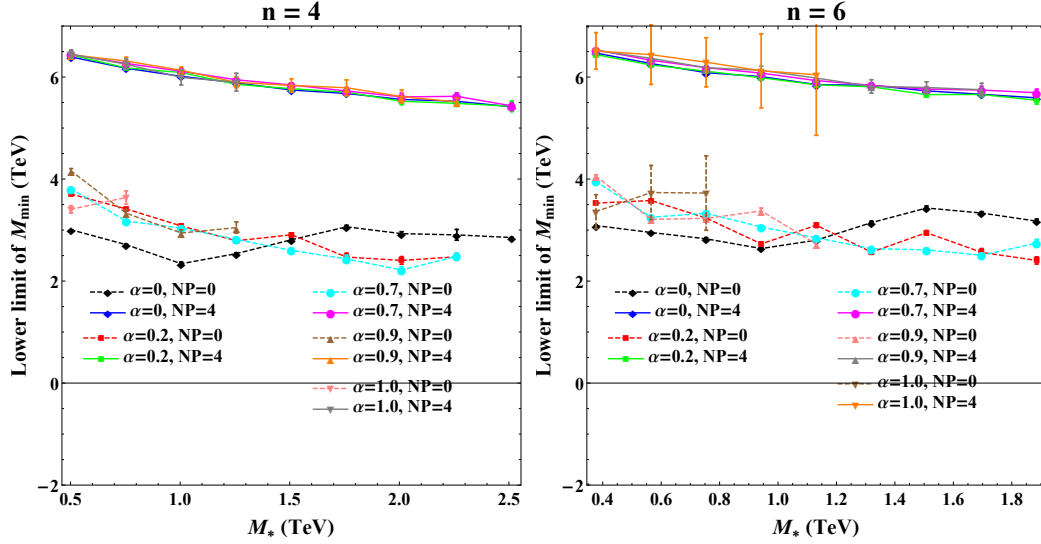 n = 4
Lower limit of M_min (TeV)
6
4
2
0
−2
α=0, NP=0
α=0, NP=4
α=0.2, NP=0
α=0.2, NP=4
α=0.7, NP=0
α=0.7, NP=4
α=0.9, NP=0
α=0.9, NP=4
α=1.0, NP=0
α=1.0, NP=4
0.5 1.0 1.5 2.0 2.5
M_* (TeV)
n = 6
Lower limit of M_min (TeV)
6
4
2
0
−2
α=0, NP=0
α=0, NP=4
α=0.2, NP=0
α=0.2, NP=4
α=0.7, NP=0
α=0.7, NP=4
α=0.9, NP=0
α=0.9, NP=4
α=1.0, NP=0
α=1.0, NP=4
0.4 0.6 0.8 1.0 1.2 1.4 1.6 1.8
M_* (TeV)